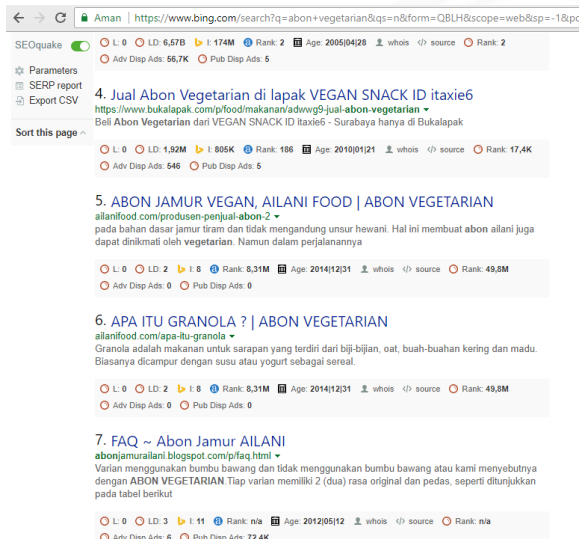 Aman | https://www.bing.com/search?q=abon+vegetarian&qs=n&form=QBLH&scope=web&sp=-1&pc
SEOquake
Parameters
SERP report
Export CSV
Sort this page
L: 0 LD: 6,57B I: 174M Rank: 2 Age: 2005|04|28 whois </> source Rank: 2
Adv Disp Ads: 56,7K Pub Disp Ads: 5
4. Jual Abon Vegetarian di lapak VEGAN SNACK ID itaxie6
https://www.bukalapak.com/p/food/makanan/advwg9-jual-abon-vegetarian
Beli Abon Vegetarian dari VEGAN SNACK ID itaxie6 - Surabaya hanya di Bukalapak
L: 0 LD: 1,92M I: 805K Rank: 186 Age: 2010|01|21 whois </> source Rank: 17,4K
Adv Disp Ads: 546 Pub Disp Ads: 5
5. ABON JAMUR VEGAN, AILANI FOOD | ABON VEGETARIAN
ailanifood.com/produsen-penjual-abon-2
pada bahan dasar jamur tiram dan tidak mengandung unsur hewani. Hal ini membuat abon ailani juga
dapat dinikmati oleh vegetarian. Namun dalam perjalanannya
L: 0 LD: 2 I: 8 Rank: 8,31M Age: 2014|12|31 whois </> source Rank: 49,8M
Adv Disp Ads: 0 Pub Disp Ads: 0
6. APA ITU GRANOLA ? | ABON VEGETARIAN
ailanifood.com/apa-itu-granola
Granola adalah makanan untuk sarapan yang terdiri dari biji-bijian, oat, buah-buahan kering dan madu.
Biasanya dicampur dengan susu atau yogurt sebagai sereal.
L: 0 LD: 2 I: 8 Rank: 8,31M Age: 2014|12|31 whois </> source Rank: 49,8M
Adv Disp Ads: 0 Pub Disp Ads: 0
7. FAQ ~ Abon Jamur AILANI
abonjamurailani.blogspot.com/p/faq.html
Varian menggunakan bumbu bawang dan tidak menggunakan bumbu bawang atau kami menyebutnya
dengan ABON VEGETARIAN.Tiap varian memiliki 2 (dua) rasa original dan pedas, seperti ditunjukkan
pada tabel berikut
L: 0 LD: 3 I: 11 Rank: n/a Age: 2012|05|12 whois </> source Rank: n/a
Adv Disp Ads: 6 Pub Disp Ads: 72,4K